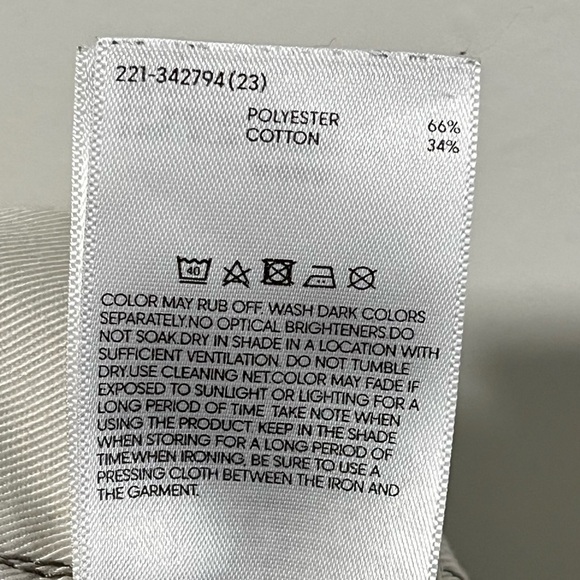 221-342794(23)
POLYESTER 66%
COTTON 34%
40
COLOR MAY RUB OFF. WASH DARK COLORS
SEPARATELY.NO OPTICAL BRIGHTENERS.DO
NOT SOAK.DRY IN SHADE IN A LOCATION WITH
SUFFICIENT VENTILATION. DO NOT TUMBLE
DRY.USE CLEANING NET.COLOR MAY FADE IF
EXPOSED TO SUNLIGHT OR LIGHTING FOR A
LONG PERIOD OF TIME. TAKE NOTE WHEN
USING THE PRODUCT. KEEP IN THE SHADE
WHEN STORING FOR A LONG PERIOD OF
TIME.WHEN IRONING, BE SURE TO USE A
PRESSING CLOTH BETWEEN THE IRON AND
THE GARMENT.